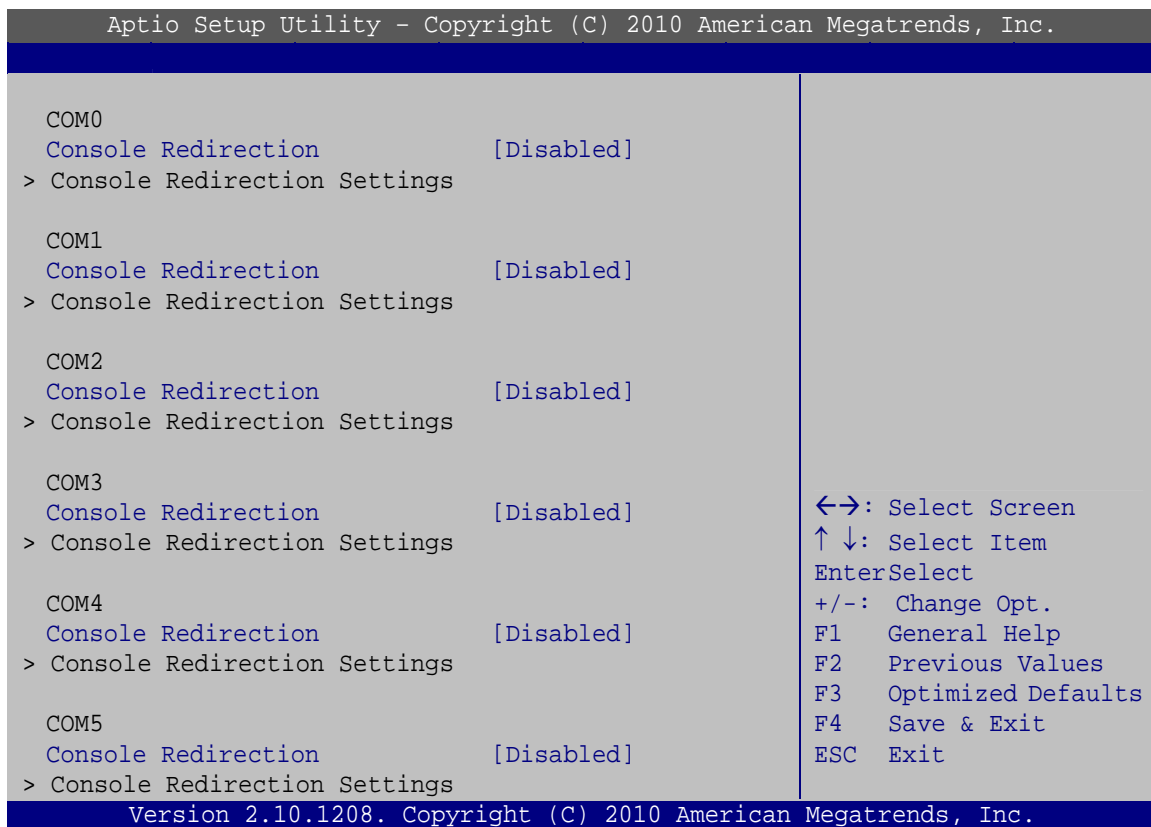 Aptio Setup Utility – Copyright (C) 2010 American Megatrends, Inc.
COM0
Console Redirection [Disabled]
> Console Redirection Settings
COM1
Console Redirection [Disabled]
> Console Redirection Settings
COM2
Console Redirection [Disabled]
> Console Redirection Settings
COM3
Console Redirection [Disabled]
> Console Redirection Settings
COM4
Console Redirection [Disabled]
> Console Redirection Settings
COM5
Console Redirection [Disabled]
> Console Redirection Settings
←→: Select Screen
↑ ↓: Select Item
EnterSelect
+/-: Change Opt.
F1 General Help
F2 Previous Values
F3 Optimized Defaults
F4 Save & Exit
ESC Exit
Version 2.10.1208. Copyright (C) 2010 American Megatrends, Inc.